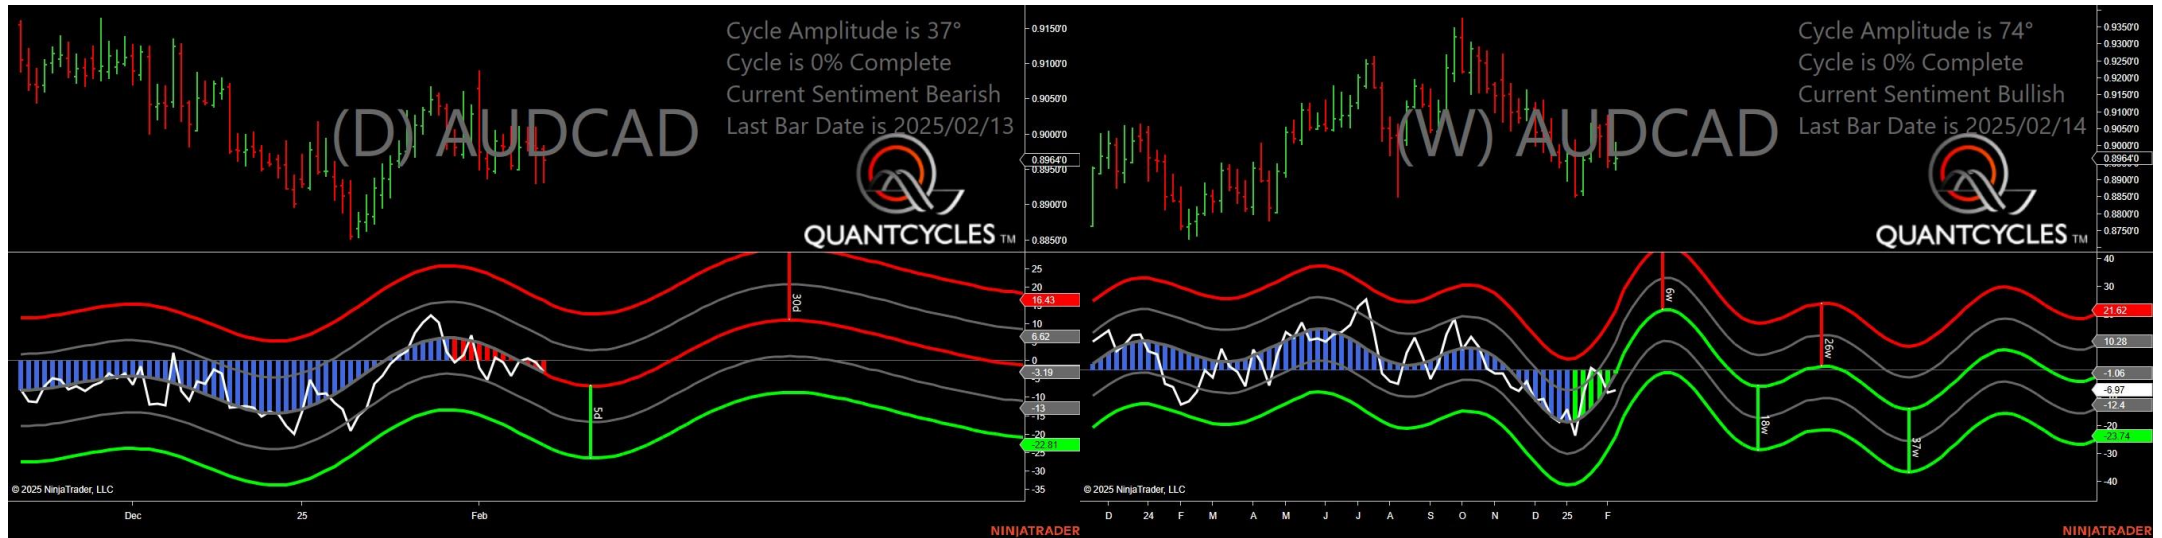 Cycle Amplitude is 37°
Cycle is 0% Complete
Current Sentiment Bearish
Last Bar Date is 2025/02/13
(D) AUDCAD
QUANTCYCLES TM
0.9150'0
0.9100'0
0.9050'0
0.9000'0
0.8964'0
0.8950'0
0.8900'0
0.8850'0
25
20
16.43
10
6.62
0
-3.19
-10
-13
-20
-22.81
-25
-30
-35
30d
5d
© 2025 NinjaTrader, LLC
Dec
25
Feb
NINJATRADER
Cycle Amplitude is 74°
Cycle is 0% Complete
Current Sentiment Bullish
Last Bar Date is 2025/02/14
(W) AUDCAD
QUANTCYCLES TM
0.9350'0
0.9300'0
0.9250'0
0.9200'0
0.9150'0
0.9100'0
0.9050'0
0.9000'0
0.8964'0
0.8900'0
0.8850'0
0.8800'0
0.8750'0
40
30
21.62
10.28
-1.06
-6.97
-12.4
-20
-23.74
-30
-40
6w
26w
18w
37w
© 2025 NinjaTrader, LLC
D
24
F
M
A
M
J
J
A
S
O
N
D
25
F
NINJATRADER